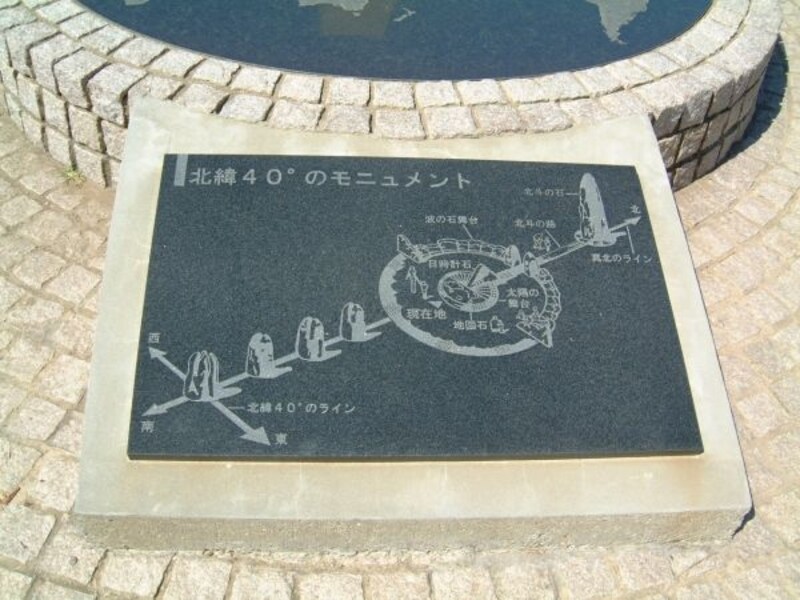 北緯40°のモニュメント
北斗の石
北
波の石舞台
北斗の鐘
真北のライン
日時計石
太陽の
舞台
現在地
地図石
西
北緯40°のライン
南
東